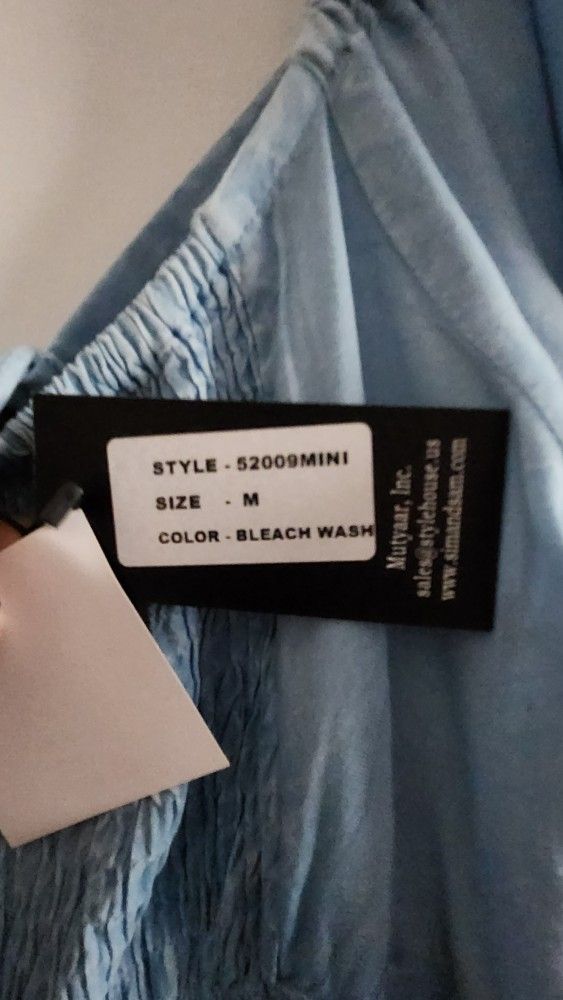 STYLE - 52009MINI
SIZE - M
COLOR - BLEACH WASH
Mutyaar, Inc.
sales@stylehouse.us
www.simandsam.com